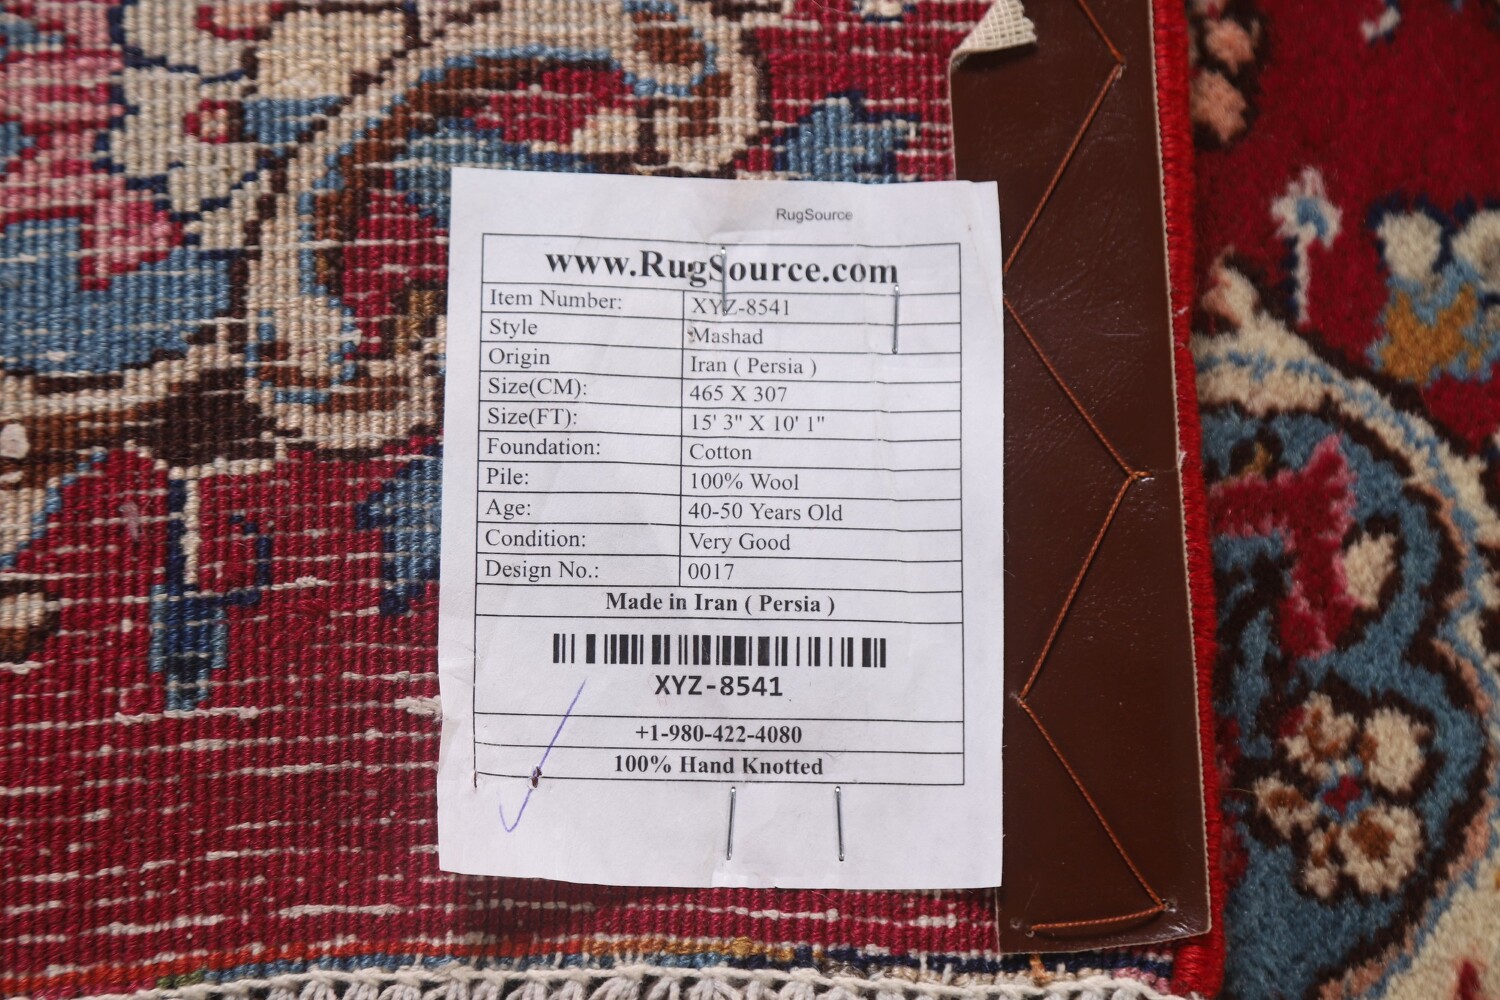 RugSource
www.RugSource.com
Item Number: XYZ-8541
Style Mashad
Origin Iran ( Persia )
Size(CM): 465 X 307
Size(FT): 15' 3" X 10' 1"
Foundation: Cotton
Pile: 100% Wool
Age: 40-50 Years Old
Condition: Very Good
Design No.: 0017
Made in Iran ( Persia )
XYZ-8541
+1-980-422-4080
100% Hand Knotted